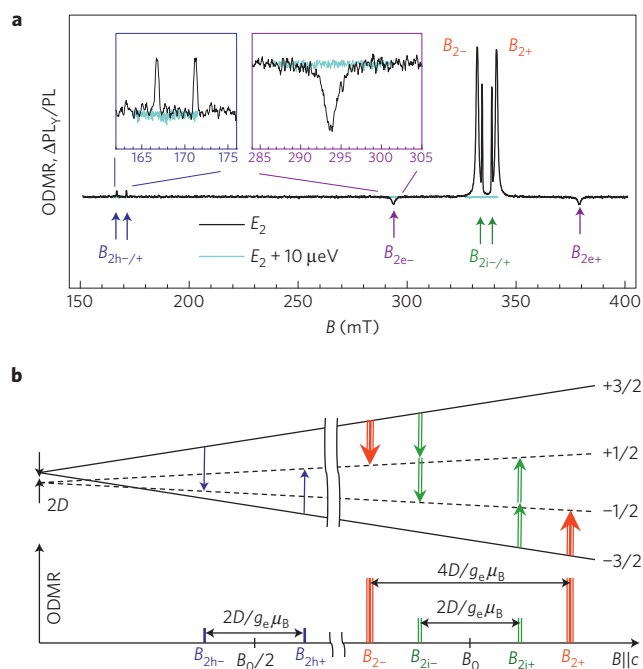 a
ODMR, ΔPL_Y/PL
165 170 175
285 295 305
B_2− B_2+
B_2h−/+
E_2
E_2 + 10 μeV
B_2e−
B_2i−/+
B_2e+
150 200 250 300 350 400
B (mT)
b
+3/2
+1/2
2D
−1/2
−3/2
ODMR
4D/g_eμ_B
2D/g_eμ_B 2D/g_eμ_B
B_2h− B_0/2 B_2h+ B_2− B_2i− B_0 B_2i+ B_2+ B||c